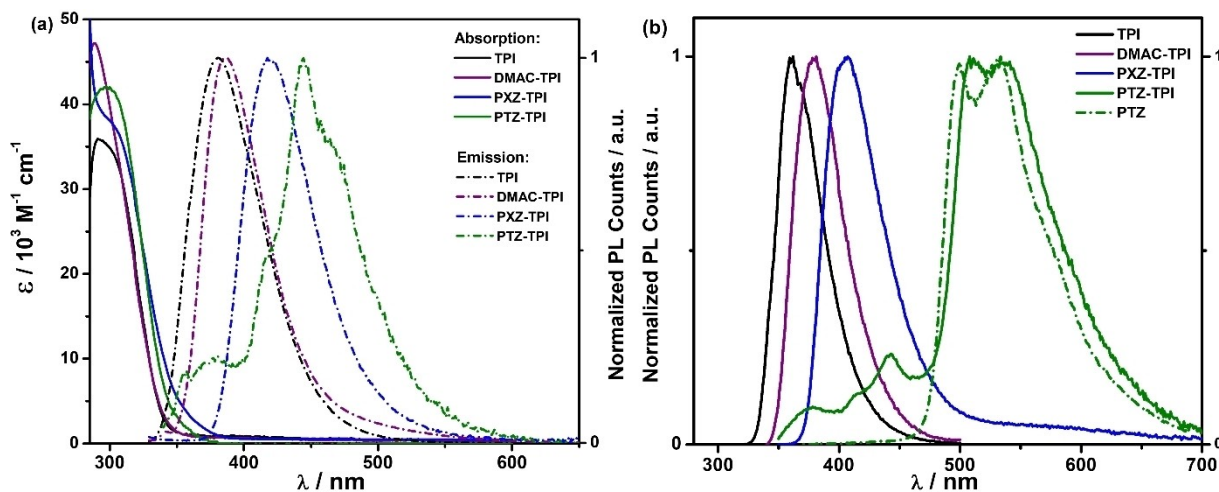 (a)
50
40
30
20
10
0
ε / 10³ M⁻¹ cm⁻¹
Absorption:
TPI
DMAC-TPI
PXZ-TPI
PTZ-TPI
Emission:
TPI
DMAC-TPI
PXZ-TPI
PTZ-TPI
1
0
Normalized PL Counts / a.u.
300 400 500 600
λ / nm
(b)
Normalized PL Counts / a.u.
1
0
TPI
DMAC-TPI
PXZ-TPI
PTZ-TPI
PTZ
1
0
300 400 500 600 700
λ / nm